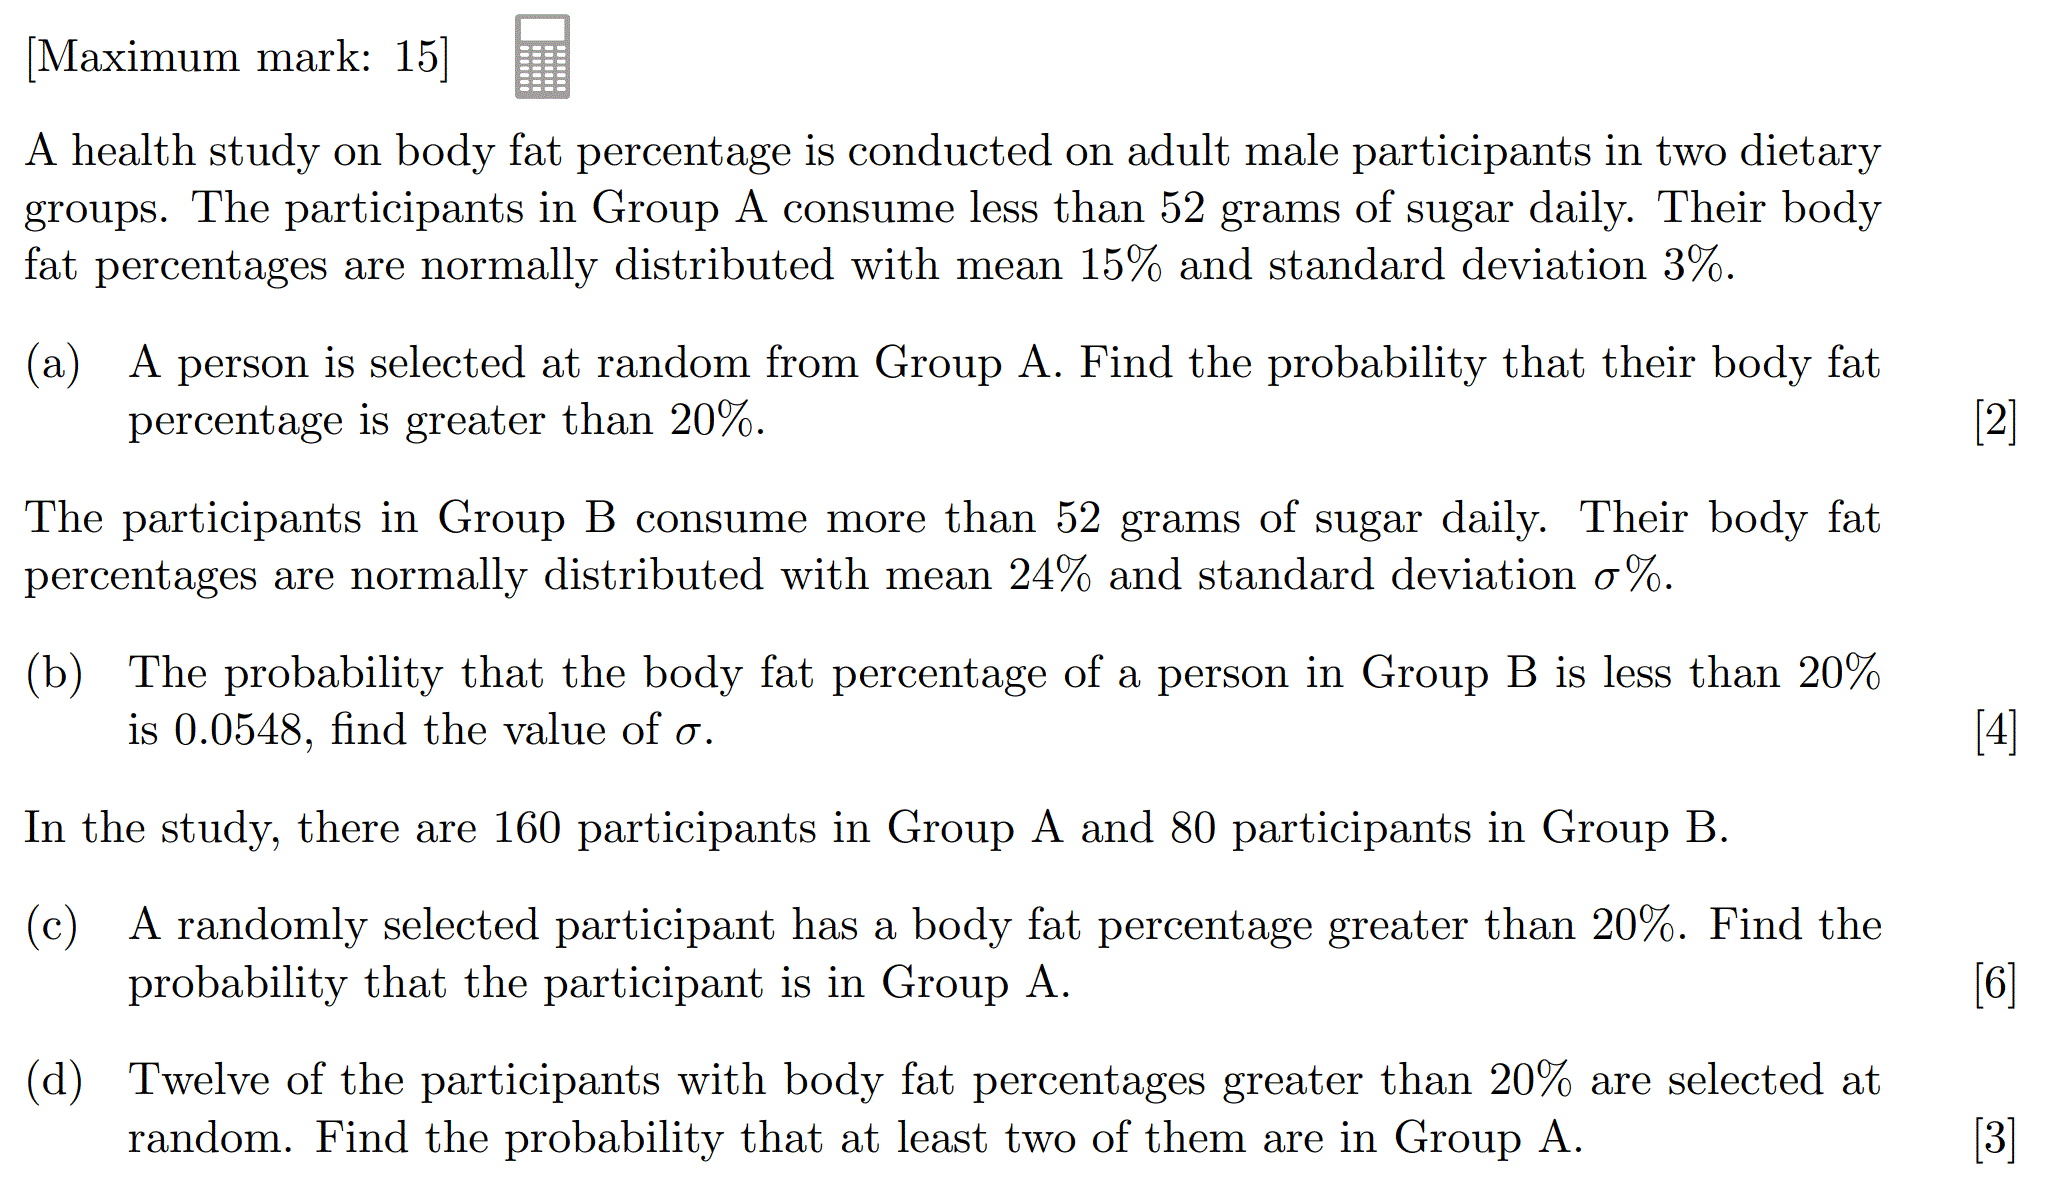 [Maximum mark: 15]
A health study on body fat percentage is conducted on adult male participants in two dietary
groups. The participants in Group A consume less than 52 grams of sugar daily. Their body
fat percentages are normally distributed with mean 15% and standard deviation 3%.
(a) A person is selected at random from Group A. Find the probability that their body fat
percentage is greater than 20%. [2]
The participants in Group B consume more than 52 grams of sugar daily. Their body fat
percentages are normally distributed with mean 24% and standard deviation σ%.
(b) The probability that the body fat percentage of a person in Group B is less than 20%
is 0.0548, find the value of σ. [4]
In the study, there are 160 participants in Group A and 80 participants in Group B.
(c) A randomly selected participant has a body fat percentage greater than 20%. Find the
probability that the participant is in Group A. [6]
(d) Twelve of the participants with body fat percentages greater than 20% are selected at
random. Find the probability that at least two of them are in Group A. [3]